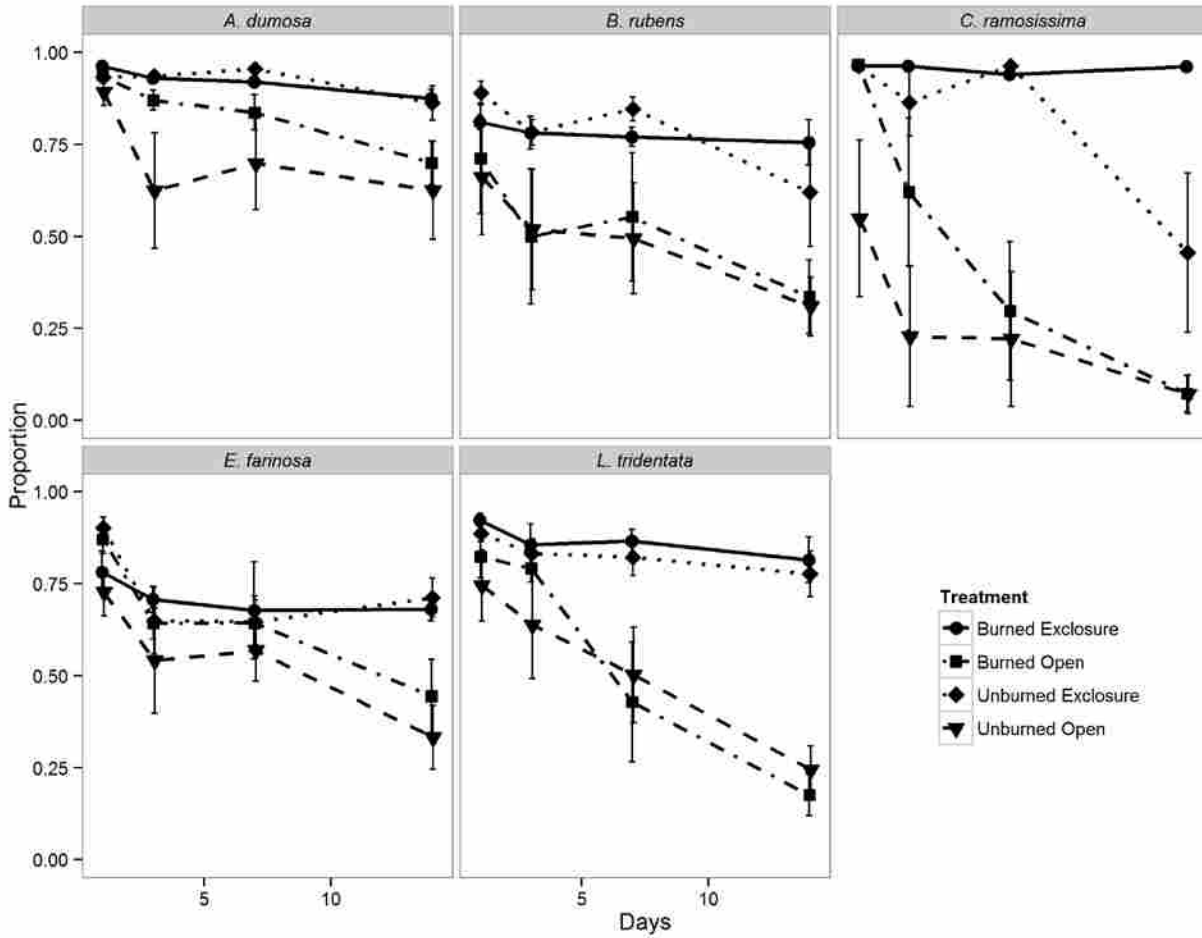 A. dumosa
B. rubens
C. ramosissima
1.00
0.75
0.50
0.25
0.00
Proportion
E. farinosa
L. tridentata
1.00
0.75
0.50
0.25
0.00
5
10
5
10
Days
Treatment
Burned Exclosure
Burned Open
Unburned Exclosure
Unburned Open